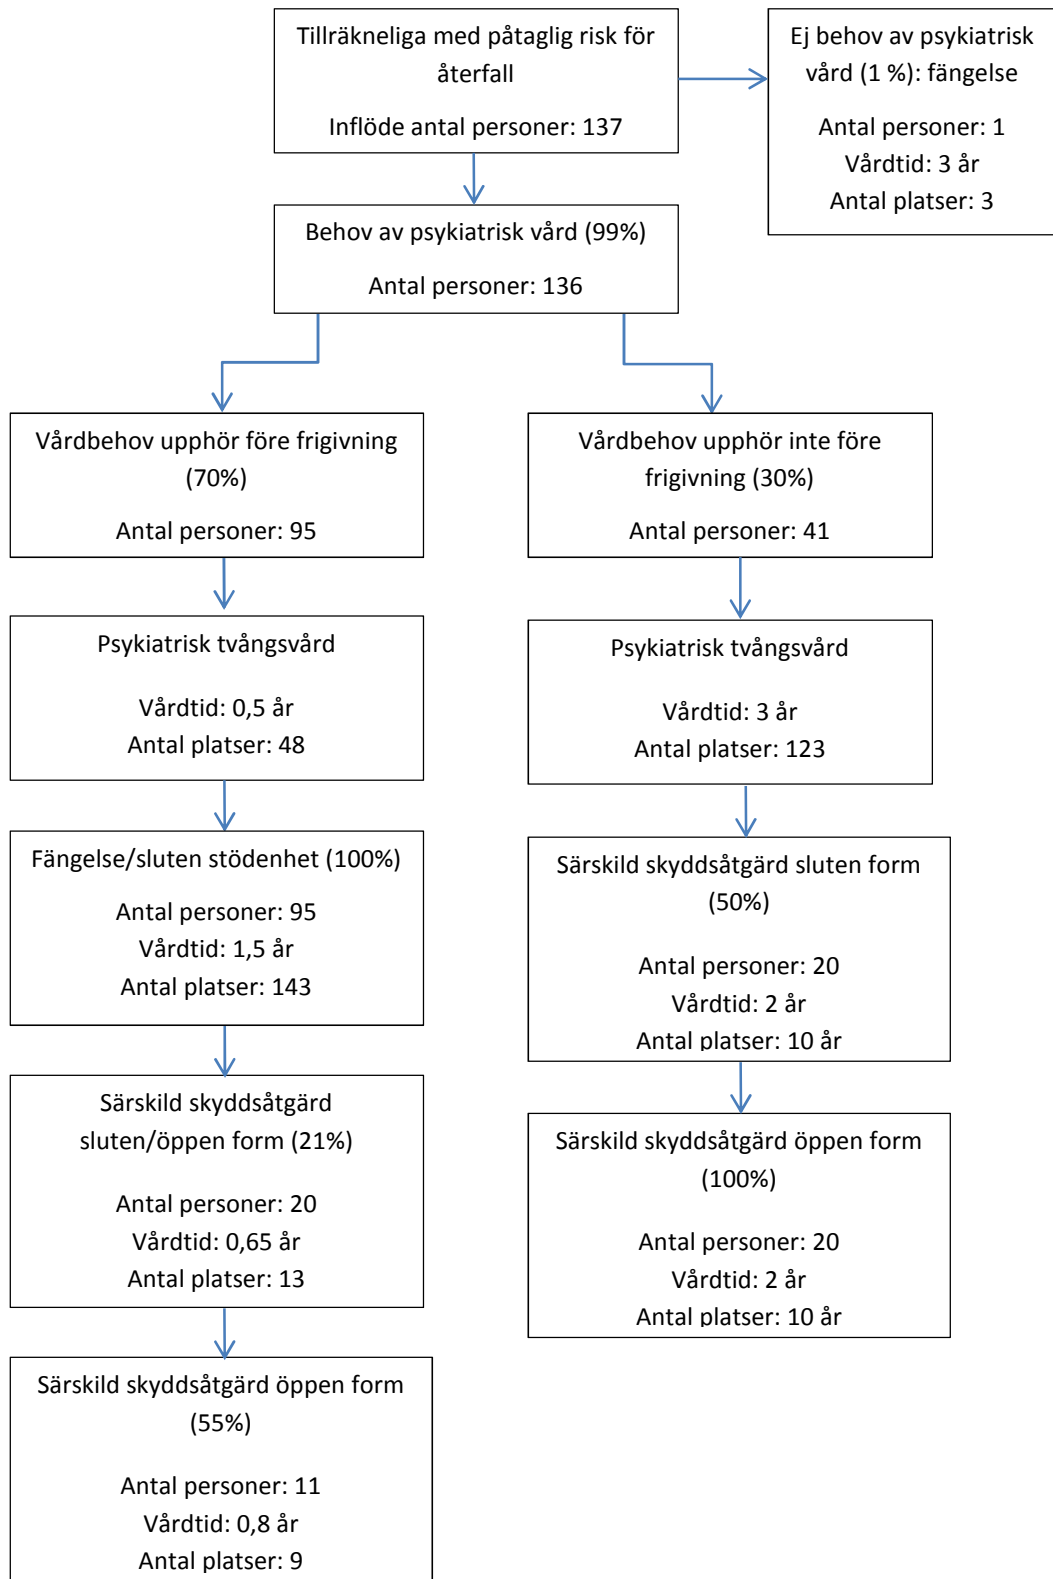 Tillräkneliga med påtaglig risk för
återfall
Inflöde antal personer: 137
Ej behov av psykiatrisk
vård (1 %): fängelse
Antal personer: 1
Vårdtid: 3 år
Antal platser: 3
Behov av psykiatrisk vård (99%)
Antal personer: 136
Vårdbehov upphör före frigivning
(70%)
Antal personer: 95
Psykiatrisk tvångsvård
Vårdtid: 0,5 år
Antal platser: 48
Fängelse/sluten stödenhet (100%)
Antal personer: 95
Vårdtid: 1,5 år
Antal platser: 143
Särskild skyddsåtgärd
sluten/öppen form (21%)
Antal personer: 20
Vårdtid: 0,65 år
Antal platser: 13
Särskild skyddsåtgärd öppen form
(55%)
Antal personer: 11
Vårdtid: 0,8 år
Antal platser: 9
Vårdbehov upphör inte före
frigivning (30%)
Antal personer: 41
Psykiatrisk tvångsvård
Vårdtid: 3 år
Antal platser: 123
Särskild skyddsåtgärd sluten form
(50%)
Antal personer: 20
Vårdtid: 2 år
Antal platser: 10 år
Särskild skyddsåtgärd öppen form
(100%)
Antal personer: 20
Vårdtid: 2 år
Antal platser: 10 år